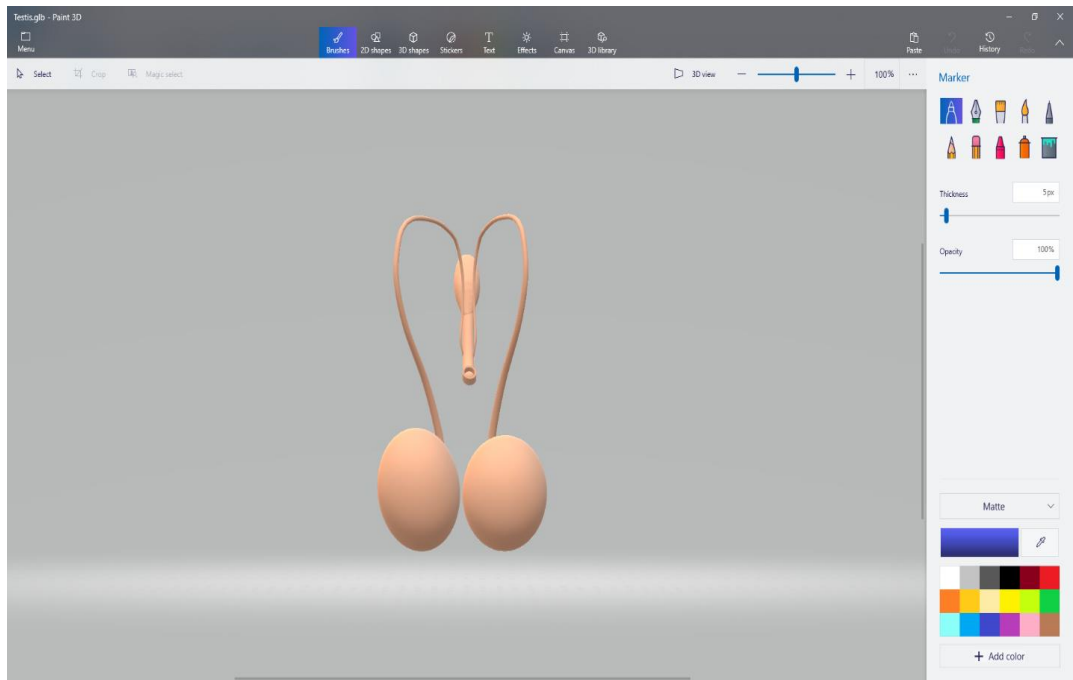 Testis.glb - Paint 3D
Menu
Brushes
2D shapes
3D shapes
Stickers
Text
Effects
Canvas
3D library
Paste
Undo
History
Redo
Select
Crop
Magic select
3D view
100%
Marker
Thickness
5px
Opacity
100%
Matte
+ Add color